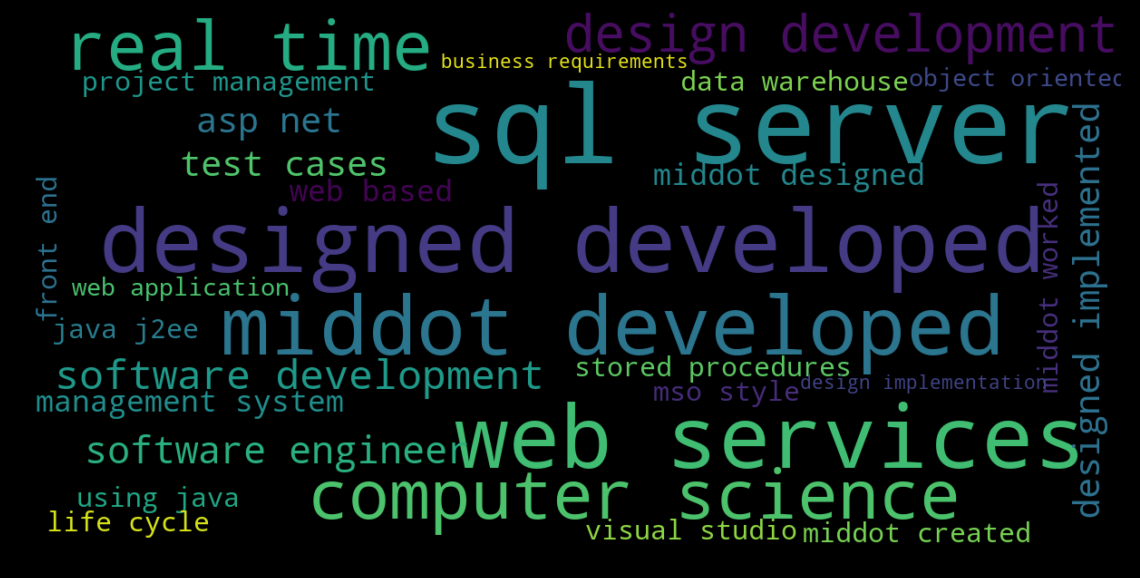 real time
design development
business requirements
project management
data warehouse
object oriented
sql server
asp net
test cases
middot designed
web based
designed developed
front end
middot worked
designed implemented
web application
middot developed
java j2ee
software development
stored procedures
mso style
design implementation
management system
web services
software engineer
computer science
using java
life cycle
visual studio
middot created